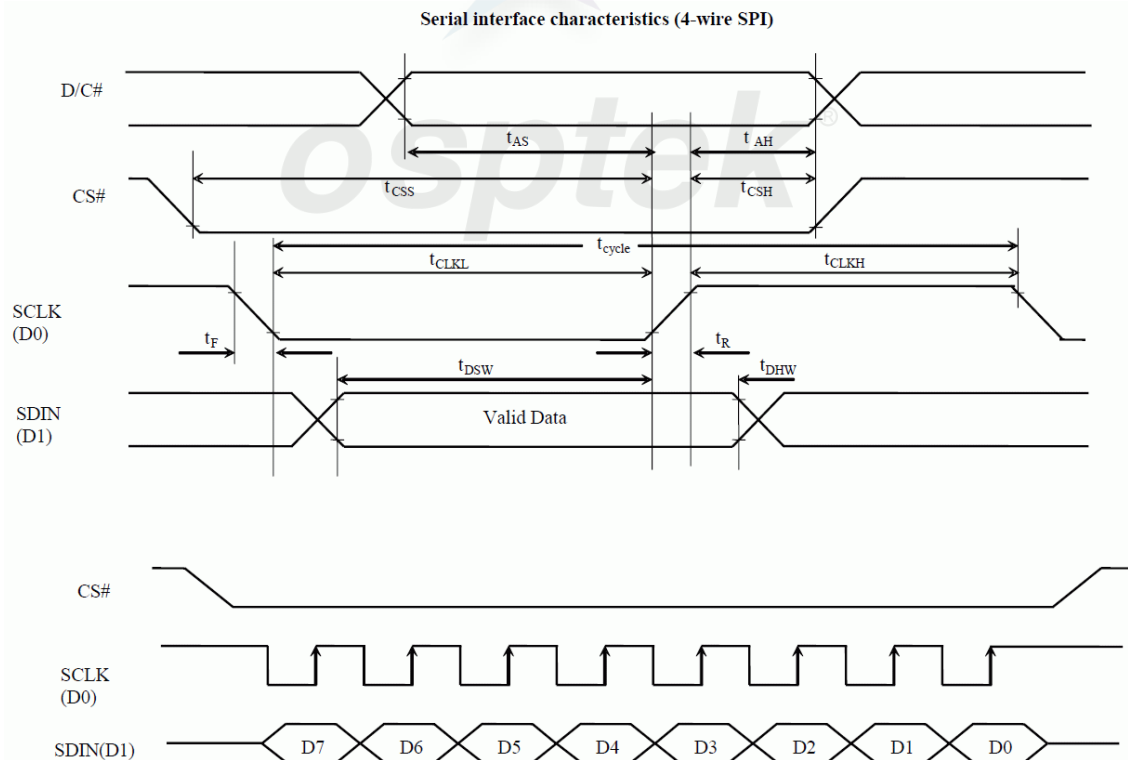 Serial interface characteristics (4-wire SPI)
D/C#
tAS
t AH
osptek®
CS#
tCSS
tCSH
tcycle
tCLKL
tCLKH
SCLK
(D0)
tF
tR
tDSW
tDHW
SDIN
(D1)
Valid Data
CS#
SCLK
(D0)
SDIN(D1)
D7 D6 D5 D4 D3 D2 D1 D0